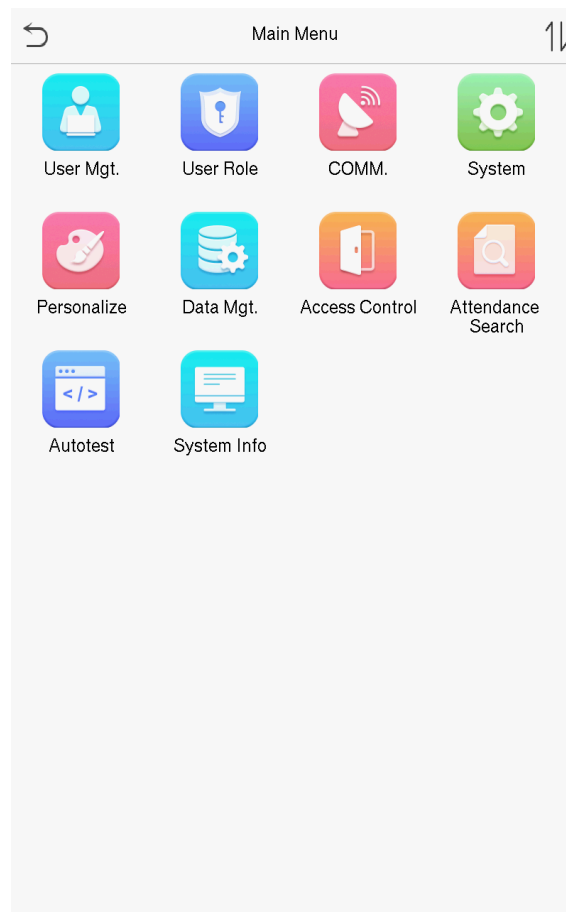 Main Menu
User Mgt.
User Role
COMM.
System
Personalize
Data Mgt.
Access Control
Attendance
Search
</>
Autotest
System Info